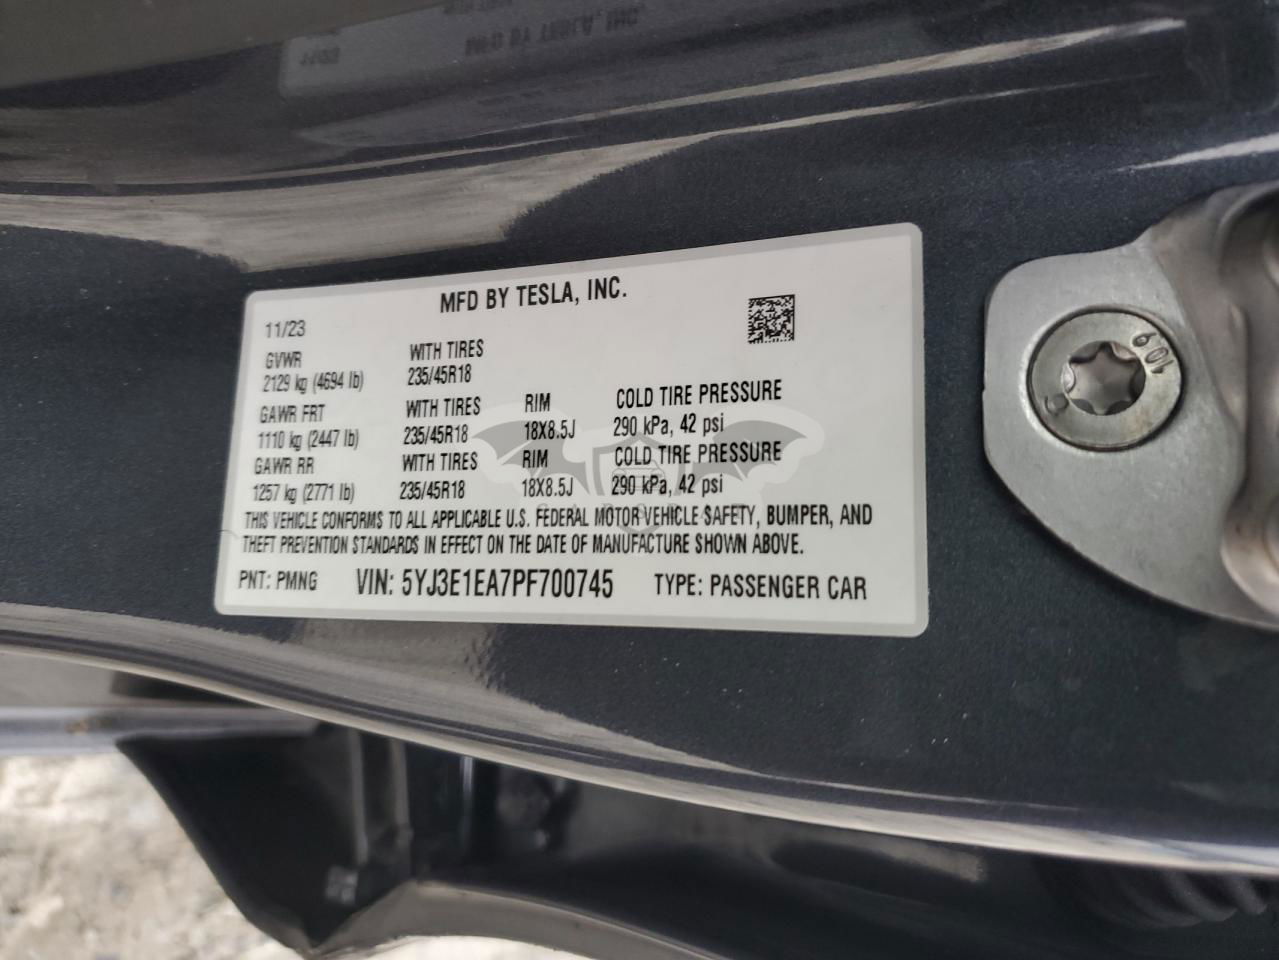 MFD BY TESLA, INC.
11/23
GVWR WITH TIRES
2129 kg (4694 lb) 235/45R18
GAWR FRT WITH TIRES RIM COLD TIRE PRESSURE
1110 kg (2447 lb) 235/45R18 18X8.5J 290 kPa, 42 psi
GAWR RR WITH TIRES RIM COLD TIRE PRESSURE
1257 kg (2771 lb) 235/45R18 18X8.5J 290 kPa, 42 psi
THIS VEHICLE CONFORMS TO ALL APPLICABLE U.S. FEDERAL MOTOR VEHICLE SAFETY, BUMPER, AND
THEFT PREVENTION STANDARDS IN EFFECT ON THE DATE OF MANUFACTURE SHOWN ABOVE.
PNT: PMNG VIN: 5YJ3E1EA7PF700745 TYPE: PASSENGER CAR
10.9